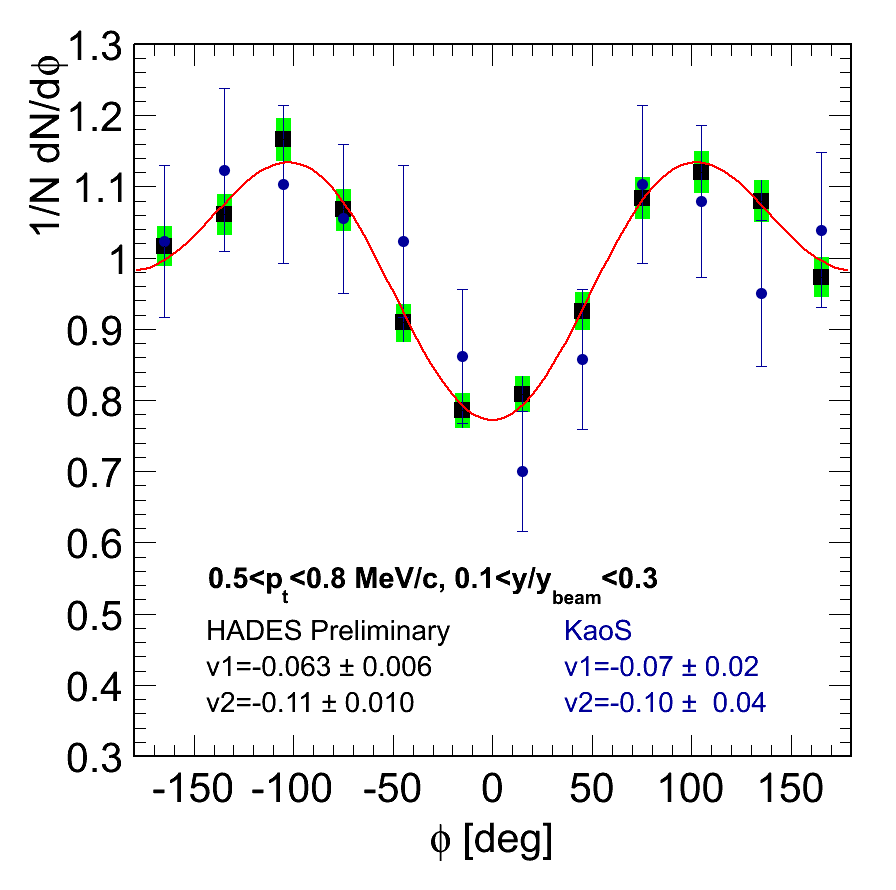 1/N dN/dϕ
1.3
1.2
1.1
1
0.9
0.8
0.7
0.6
0.5
0.4
0.3
0.5<pt<0.8 MeV/c, 0.1<y/ybeam<0.3
HADES Preliminary
v1=-0.063 ± 0.006
v2=-0.11 ± 0.010
KaoS
v1=-0.07 ± 0.02
v2=-0.10 ± 0.04
-150 -100 -50 0 50 100 150
ϕ [deg]